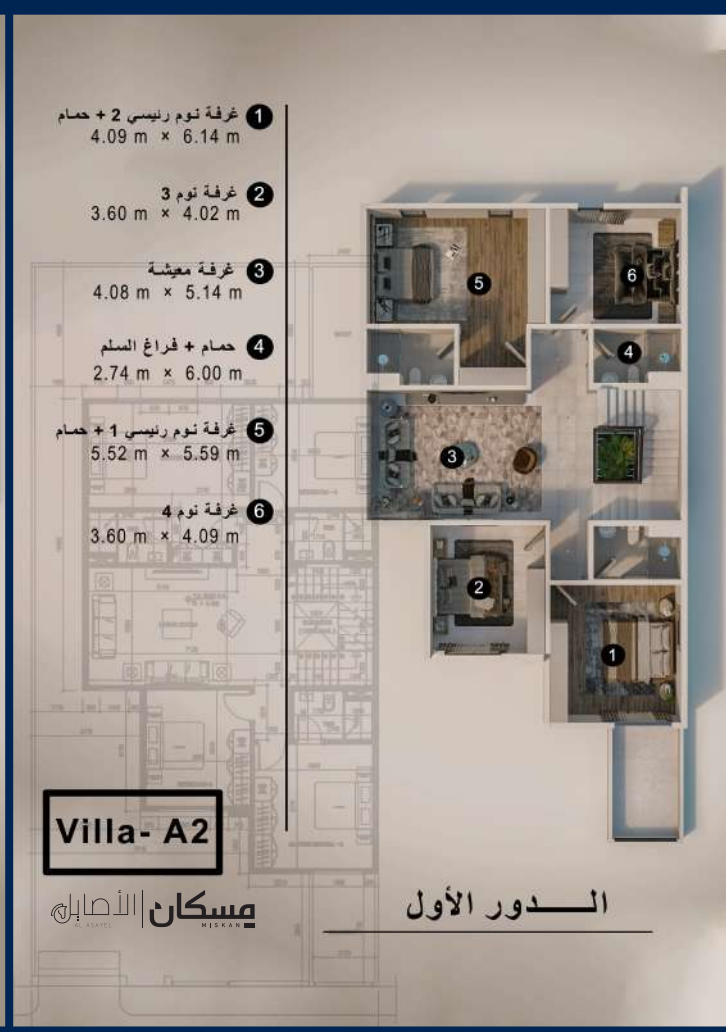 1 غرفة نوم رئيسي 2 + حمام
4.09 m × 6.14 m
2 غرفة نوم 3
3.60 m × 4.02 m
3 غرفة معيشة
4.08 m × 5.14 m
4 حمام + فراغ السلم
2.74 m × 6.00 m
5 غرفة نوم رئيسي 1 + حمام
5.52 m × 5.59 m
6 غرفة نوم 4
3.60 m × 4.09 m
5
6
4
3
2
1
Villa- A2
مسكان | الأصايل
AL ASAYEL MISKAN
الـــدور الأول